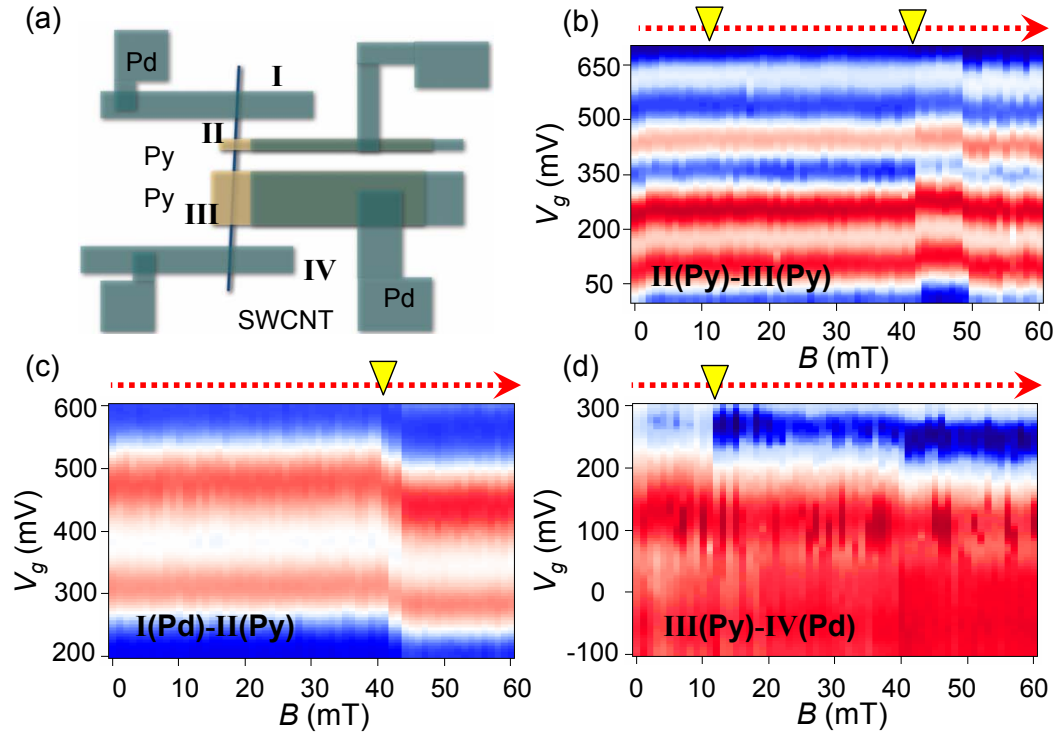 (a)
Pd
I
II
Py
Py
III
IV
Pd
SWCNT
(b)
650
500
350
200
50
V_g (mV)
II(Py)-III(Py)
0 10 20 30 40 50 60
B (mT)
(c)
600
500
400
300
200
V_g (mV)
I(Pd)-II(Py)
0 10 20 30 40 50 60
B (mT)
(d)
300
200
100
0
-100
V_g (mV)
III(Py)-IV(Pd)
0 10 20 30 40 50 60
B (mT)